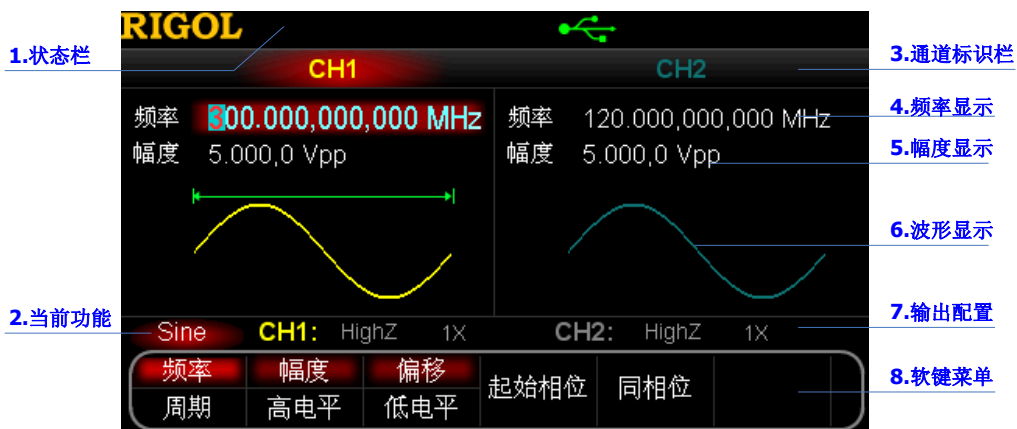 RIGOL
1.状态栏
3.通道标识栏
CH1
CH2
频率 300.000,000,000 MHz
频率 120.000,000,000 MHz
4.频率显示
幅度 5.000,0 Vpp
幅度 5.000,0 Vpp
5.幅度显示
6.波形显示
2.当前功能
Sine
CH1: HighZ 1X
CH2: HighZ 1X
7.输出配置
频率
幅度
偏移
起始相位
同相位
8.软键菜单
周期
高电平
低电平